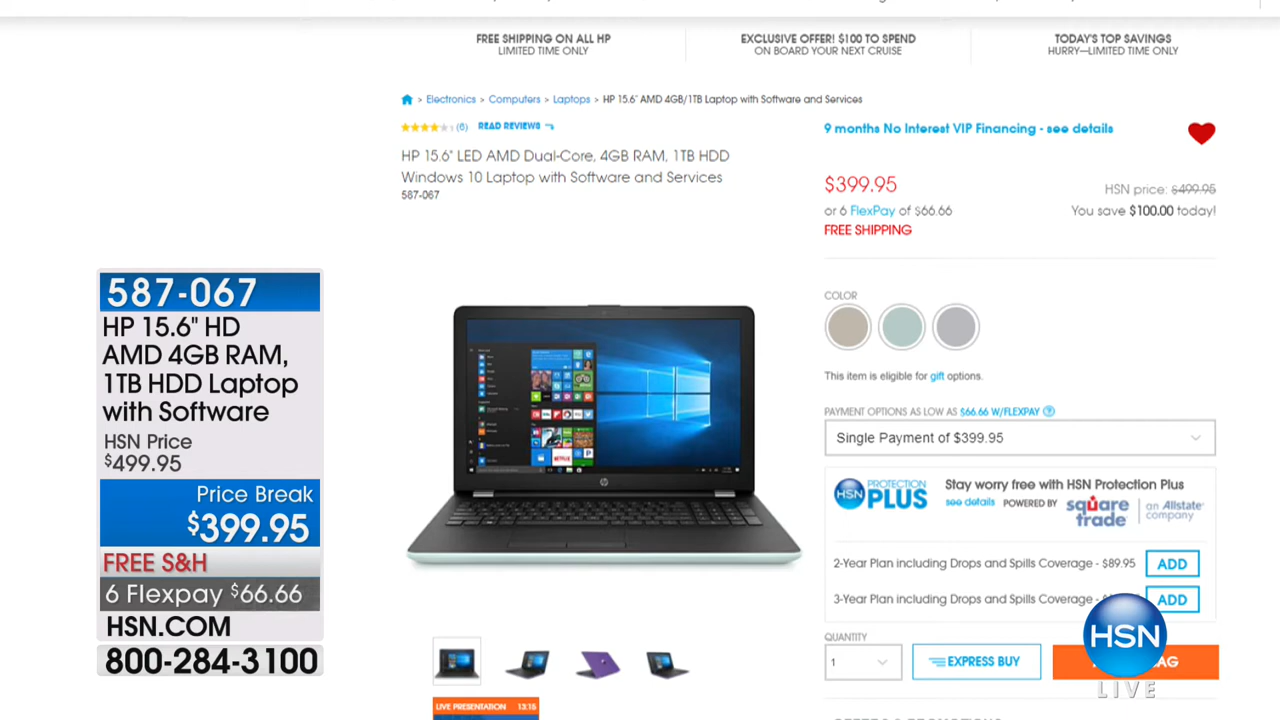 FREE SHIPPING ON ALL HP
LIMITED TIME ONLY
EXCLUSIVE OFFER! $100 TO SPEND
ON BOARD YOUR NEXT CRUISE
TODAY'S TOP SAVINGS
HURRY—LIMITED TIME ONLY
> Electronics > Computers > Laptops > HP 15.6" AMD 4GB/1TB Laptop with Software and Services
(6) READ REVIEWS
HP 15.6" LED AMD Dual-Core, 4GB RAM, 1TB HDD
Windows 10 Laptop with Software and Services
587-067
9 months No Interest VIP Financing - see details
$399.95
HSN price: $499.95
or 6 FlexPay of $66.66
You save $100.00 today!
FREE SHIPPING
COLOR
This item is eligible for gift options.
PAYMENT OPTIONS AS LOW AS $66.66 W/FLEXPAY ?
Single Payment of $399.95
HSN PROTECTION PLUS
Stay worry free with HSN Protection Plus
see details POWERED BY
square trade
an Allstate company
2-Year Plan including Drops and Spills Coverage - $89.95 ADD
3-Year Plan including Drops and Spills Coverage - ADD
QUANTITY
1
EXPRESS BUY
HSN
LIVE
587-067
HP 15.6" HD
AMD 4GB RAM,
1TB HDD Laptop
with Software
HSN Price
$499.95
Price Break
$399.95
FREE S&H
6 Flexpay $66.66
HSN.COM
800-284-3100
hp
NETFLIX
LIVE PRESENTATION 13:15